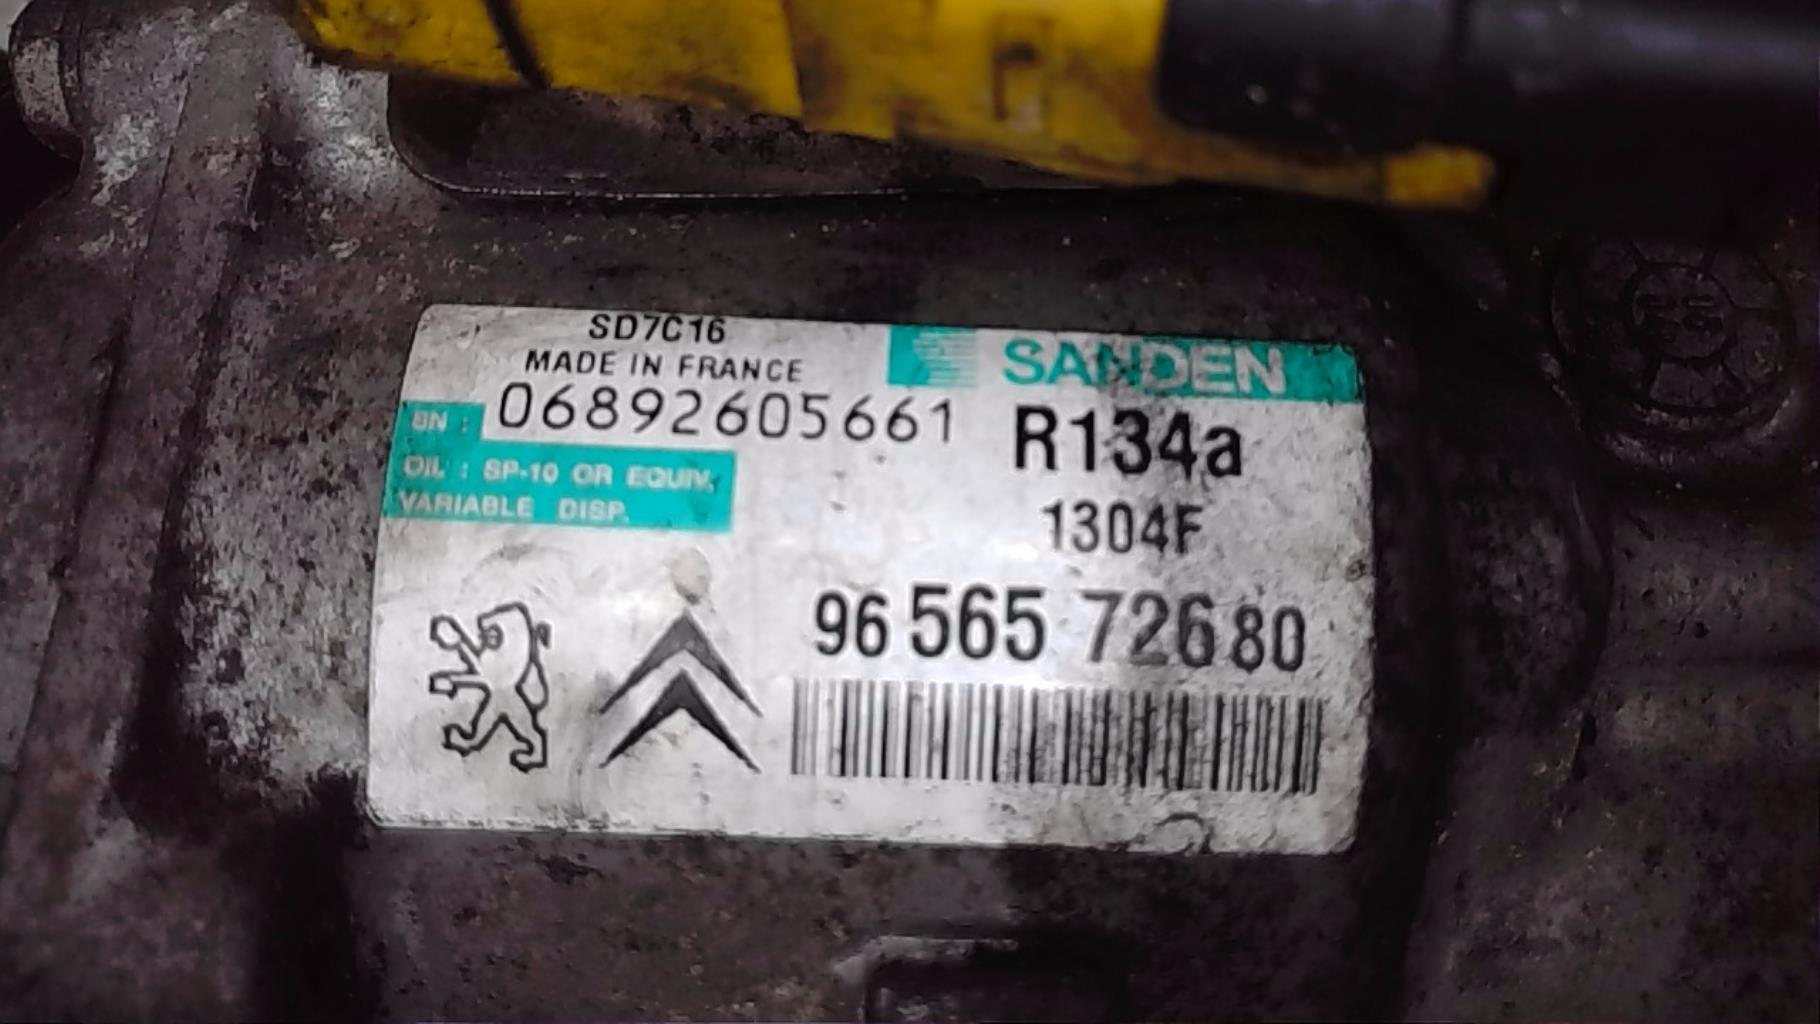 SD7C16
MADE IN FRANCE
SANDEN
SN : 06892605661
R134a
OIL : SP-10 OR EQUIV.
VARIABLE DISP.
1304F
96 565 726 80